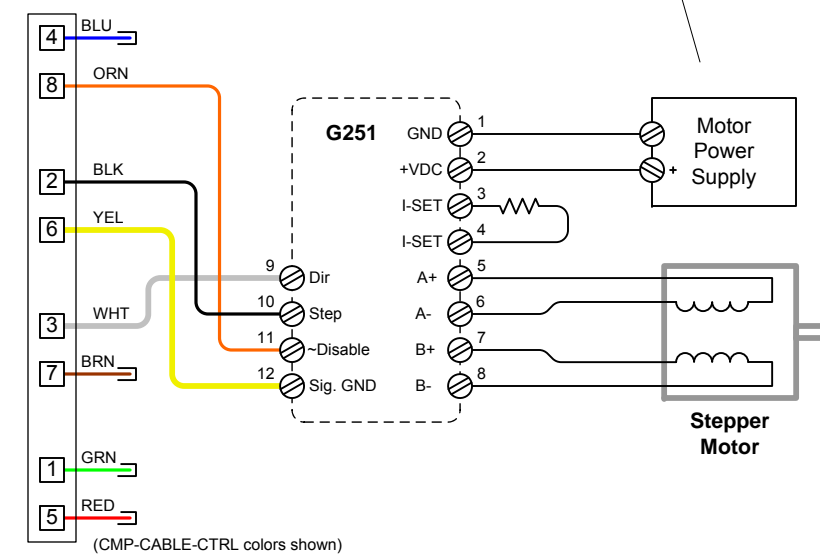 4 BLU
8 ORN
2 BLK
6 YEL
3 WHT
7 BRN
1 GRN
5 RED
(CMP-CABLE-CTRL colors shown)
G251
9 Dir
10 Step
11 ~Disable
12 Sig. GND
GND 1
+VDC 2
I-SET 3
I-SET 4
A+ 5
A- 6
B+ 7
B- 8
Motor
Power
+ Supply
Stepper
Motor